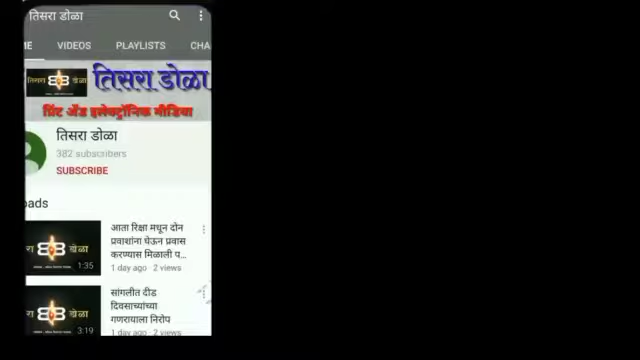 तिसरा डोळा
VIDEOS PLAYLISTS
तिसरा डोळा
तिसरा डोळा
प्रिंट अँड इलेक्ट्रॉनिक मीडिया
तिसरा डोळा
382 subscribers
SUBSCRIBE
आता रिक्षा मधून दोन
प्रवाशांना घेऊन प्रवास
करण्यास मिळाली प...
1 day ago · 2 views
डोळा
1:35
सांगलीत दीड
दिवसाच्यांच्या
गणरायाला निरोप
1 day ago · 2 views
डोळा
3:19